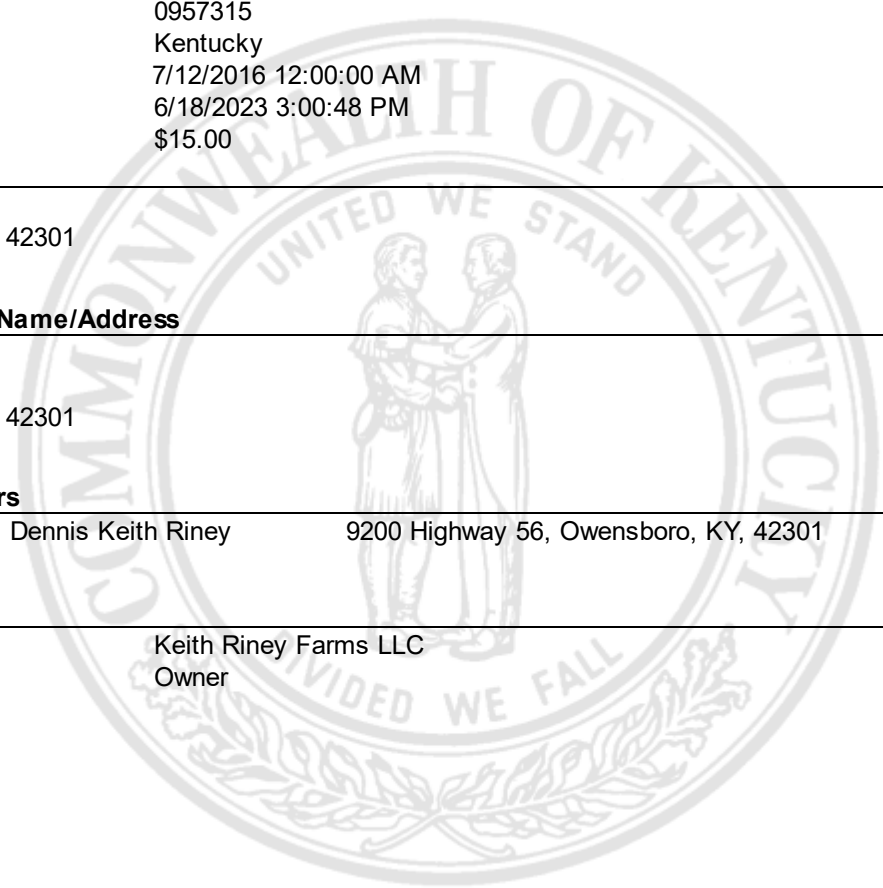 0957315
Kentucky
7/12/2016 12:00:00 AM
6/18/2023 3:00:48 PM
$15.00
42301
Name/Address
42301
rs
Dennis Keith Riney 9200 Highway 56, Owensboro, KY, 42301
Keith Riney Farms LLC
Owner
COMMONWEALTH OF KENTUCKY
UNITED WE STAND
DIVIDED WE FALL